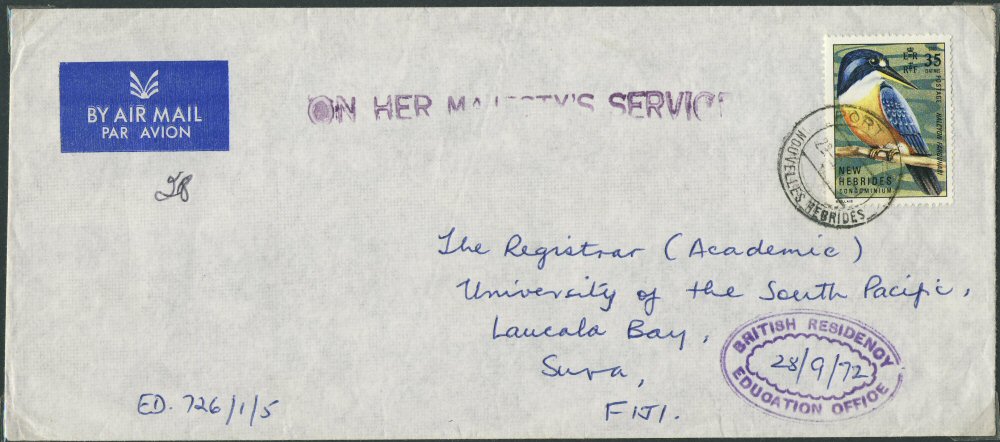 BY AIR MAIL
PAR AVION
ON HER MAJESTY'S SERVICE
E R
R F
35
POSTAGE
NEW
HEBRIDES
CONDOMINIUM
PORT
NOUVELLES HEBRIDES
The Registrar (Academic)
University of the South Pacific,
Laucala Bay,
Suva,
FIJI.
BRITISH RESIDENCY
28/9/72
EDUCATION OFFICE
ED. 726/1/5